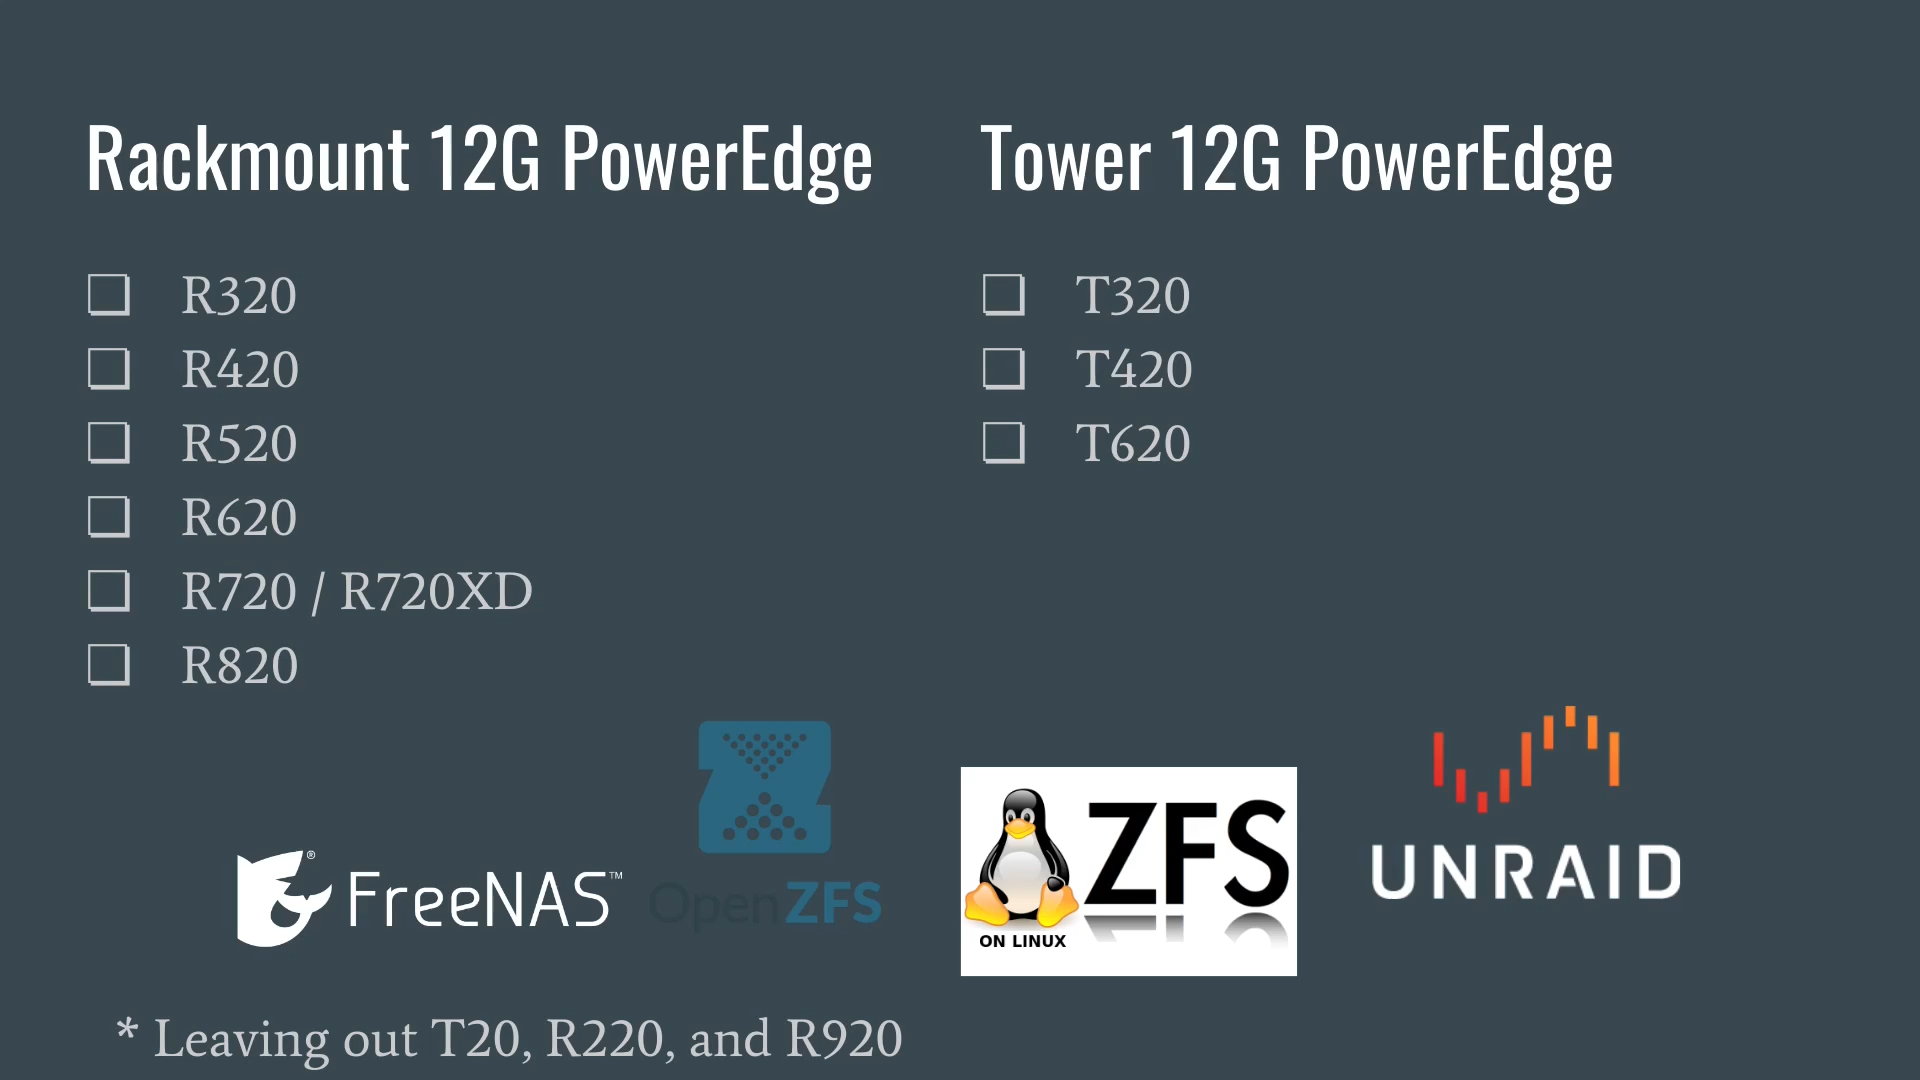 Rackmount 12G PowerEdge
R320
R420
R520
R620
R720 / R720XD
R820
Tower 12G PowerEdge
T320
T420
T620
FreeNAS™
®
OpenZFS
ZFS
ON LINUX
UNRAID
* Leaving out T20, R220, and R920